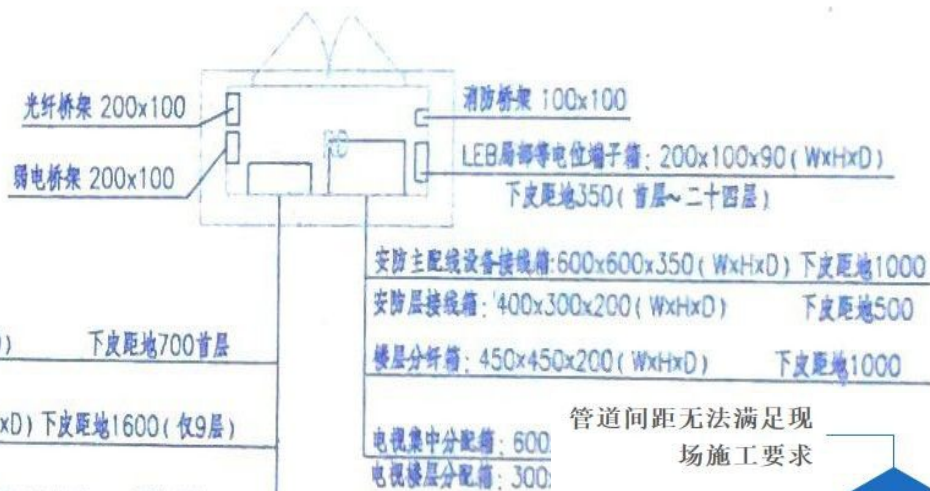 光纤桥架 200x100
弱电桥架 200x100
消防桥架 100x100
LEB局部等电位端子箱: 200x100x90(WxHxD)
下皮距地350(首层~二十四层)
安防主配线设备接线箱:600x600x350(WxHxD) 下皮距地1000
安防层接线箱: 400x300x200(WxHxD) 下皮距地500
) 下皮距地700首层
楼层分纤箱: 450x450x200(WxHxD) 下皮距地1000
xD) 下皮距地1600(仅9层)
电视集中分配箱: 600
电视楼层分配箱: 300
管道间距无法满足现
场施工要求